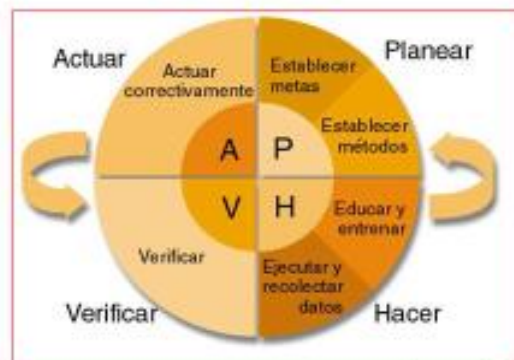 Actuar
Planear
Actuar
correctivamente
Establecer
metas
Establecer
métodos
A
P
V
H
Educar y
entrenar
Verificar
Ejecutar y
recolectar
datos
Verificar
Hacer